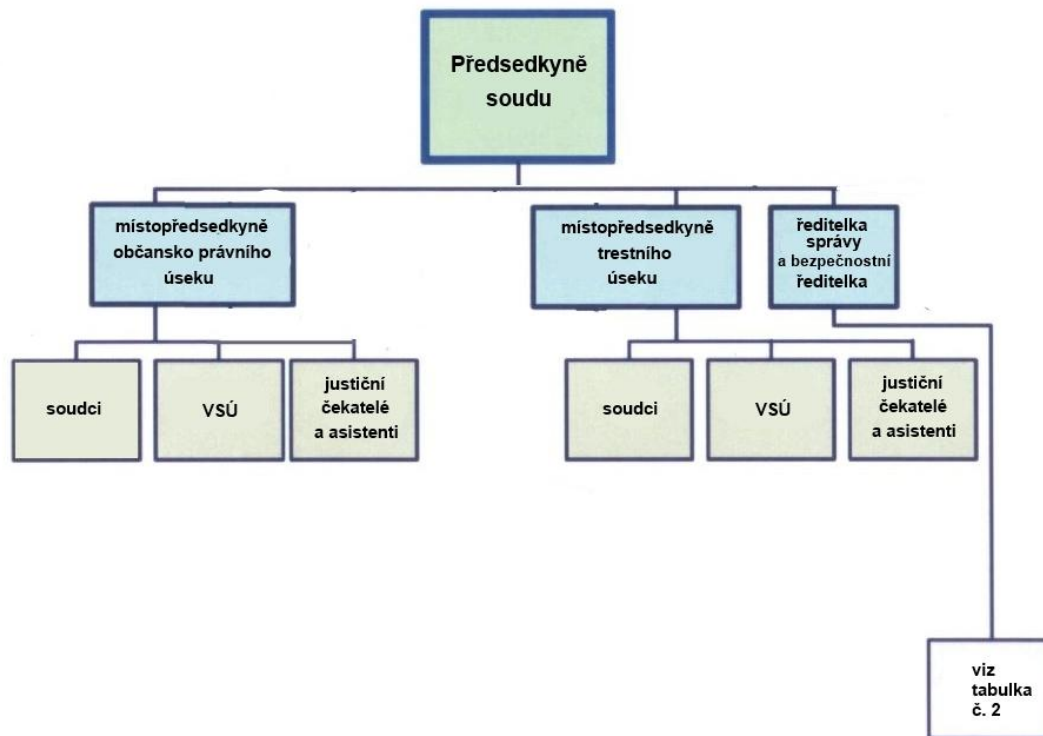 Předsedkyně
soudu
místopředsedkyně
občansko právního
úseku
místopředsedkyně
trestního
úseku
ředitelka
správy
a bezpečnostní
ředitelka
soudci
VSÚ
justiční
čekatelé
a asistenti
soudci
VSÚ
justiční
čekatelé
a asistenti
viz
tabulka
č. 2